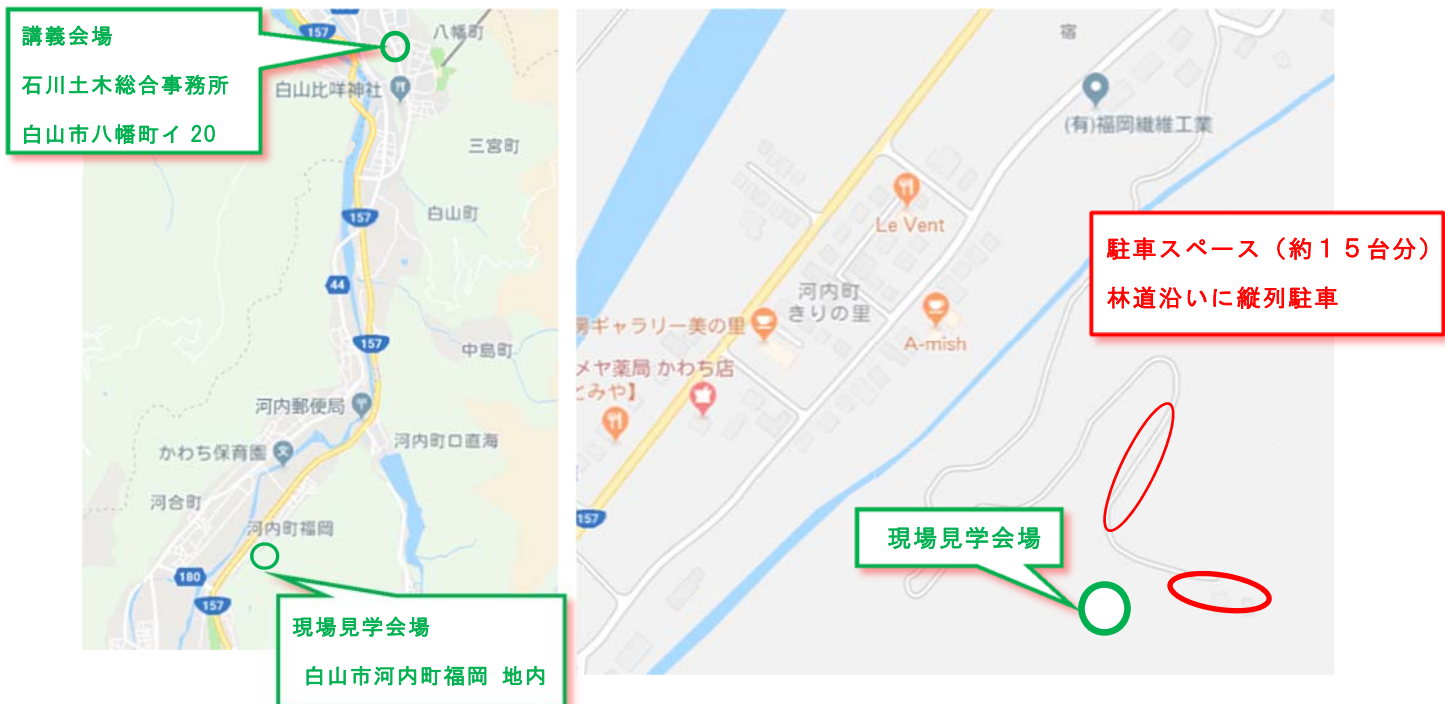 講義会場
石川土木総合事務所
白山市八幡町イ 20
157
八幡町
白山比咩神社
三宮町
157
白山町
44
157
中島町
河内郵便局
かわち保育園
河内町口直海
河合町
河内町福岡
180
157
現場見学会場
白山市河内町福岡 地内
宿
(有)福岡繊維工業
Le Vent
河内町
きりの里
房ギャラリー美の里
A-mish
メヤ薬局 かわち店
とみや】
157
駐車スペース（約１５台分）
林道沿いに縦列駐車
現場見学会場